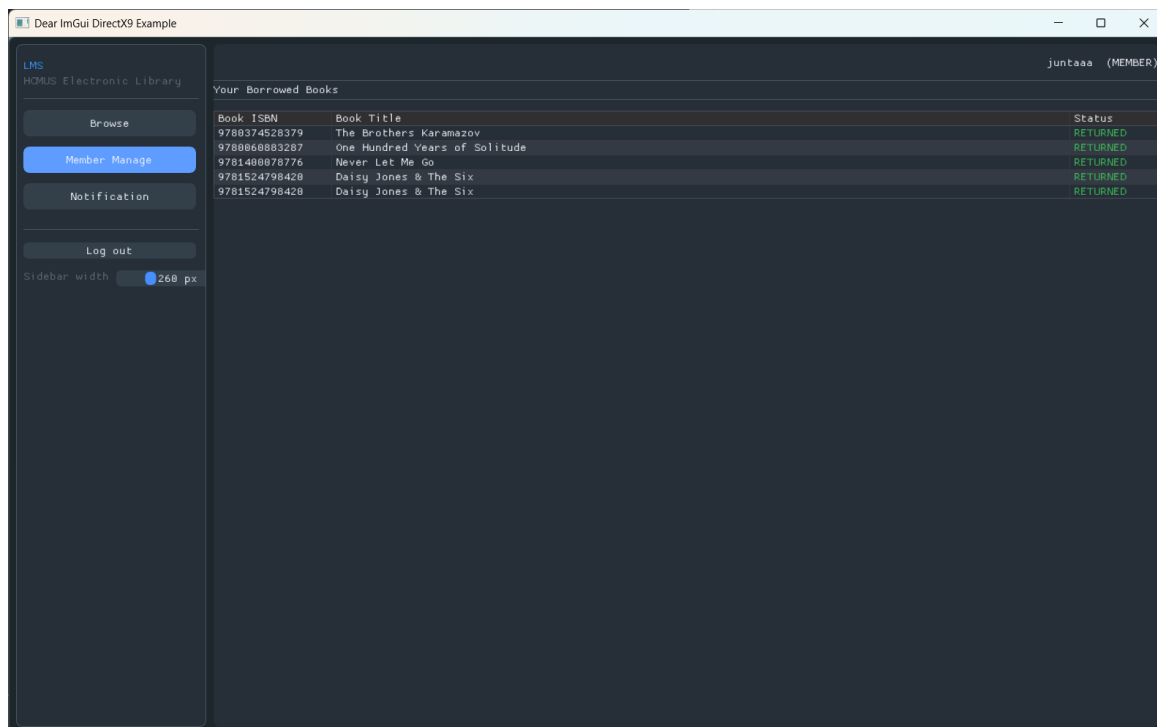 Dear ImGui DirectX9 Example
LMS
HCMUS Electronic Library
Browse
Member Manage
Notification
Log out
Sidebar width 260 px
juntaaa (MEMBER)
Your Borrowed Books
Book ISBN Book Title Status
9780374528379 The Brothers Karamazov RETURNED
9780060883287 One Hundred Years of Solitude RETURNED
9781400078776 Never Let Me Go RETURNED
9781524798420 Daisy Jones & The Six RETURNED
9781524798420 Daisy Jones & The Six RETURNED